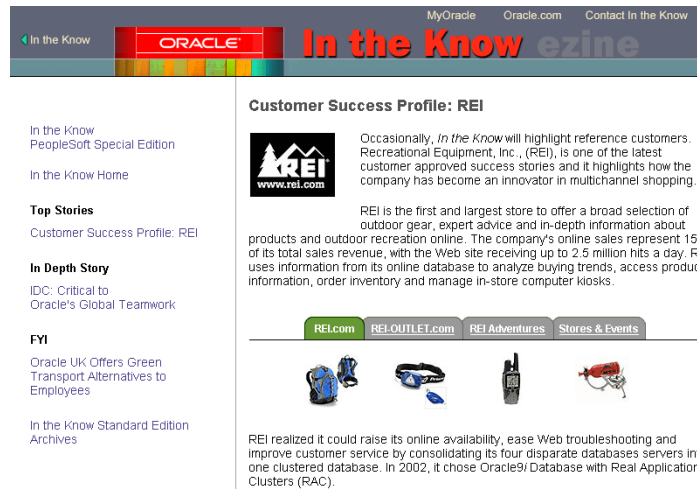 MyOracle Oracle.com Contact In the Know
In the Know
ORACLE
In the Know ezine
Customer Success Profile: REI
In the Know
PeopleSoft Special Edition
In the Know Home
Top Stories
Customer Success Profile: REI
In Depth Story
IDC: Critical to
Oracle's Global Teamwork
FYI
Oracle UK Offers Green
Transport Alternatives to
Employees
In the Know Standard Edition
Archives
REI
www.rei.com
Occasionally, In the Know will highlight reference customers.
Recreational Equipment, Inc., (REI), is one of the latest
customer approved success stories and it highlights how the
company has become an innovator in multichannel shopping.
REI is the first and largest store to offer a broad selection of
outdoor gear, expert advice and in-depth information about
products and outdoor recreation online. The company's online sales represent 15
of its total sales revenue, with the Web site receiving up to 2.5 million hits a day. R
uses information from its online database to analyze buying trends, access produc
information, order inventory and manage in-store computer kiosks.
REI.com REI-OUTLET.com REI Adventures Stores & Events
REI realized it could raise its online availability, ease Web troubleshooting and
improve customer service by consolidating its four disparate databases servers in
one clustered database. In 2002, it chose Oracle9i Database with Real Application
Clusters (RAC).